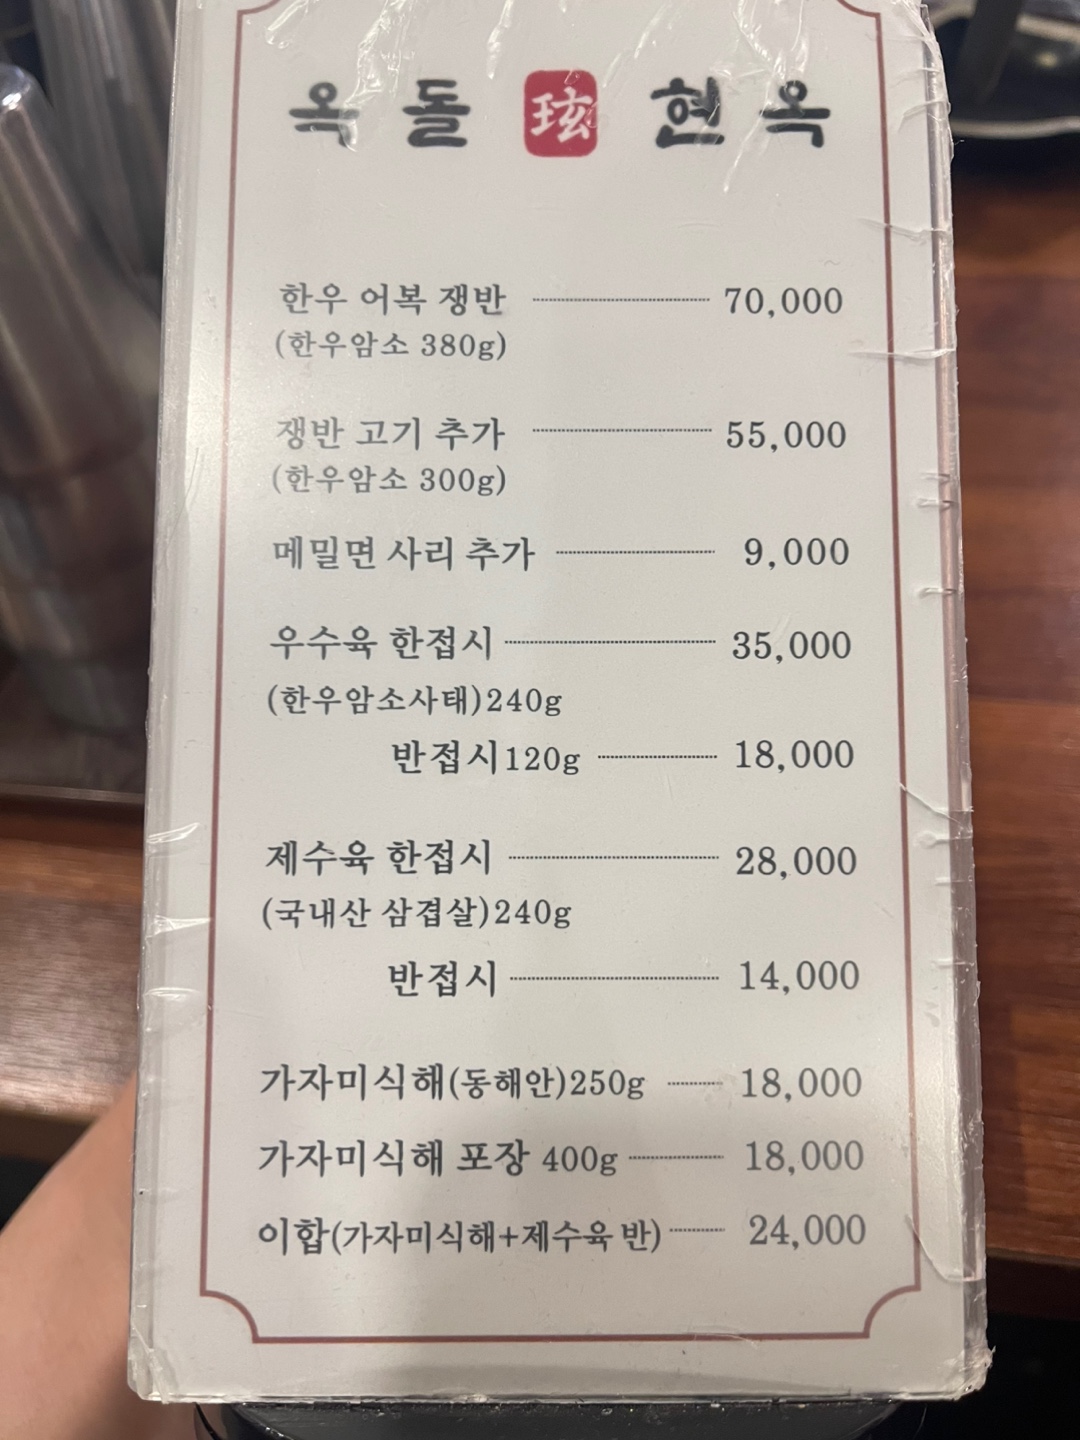 옥돌 玹 현옥
한우 어복 쟁반 70,000
(한우암소 380g)
쟁반 고기 추가 55,000
(한우암소 300g)
메밀면 사리 추가 9,000
우수육 한접시 35,000
(한우암소사태)240g
반접시120g 18,000
제수육 한접시 28,000
(국내산 삼겹살)240g
반접시 14,000
가자미식해(동해안)250g 18,000
가자미식해 포장 400g 18,000
이합(가자미식해+제수육 반) 24,000